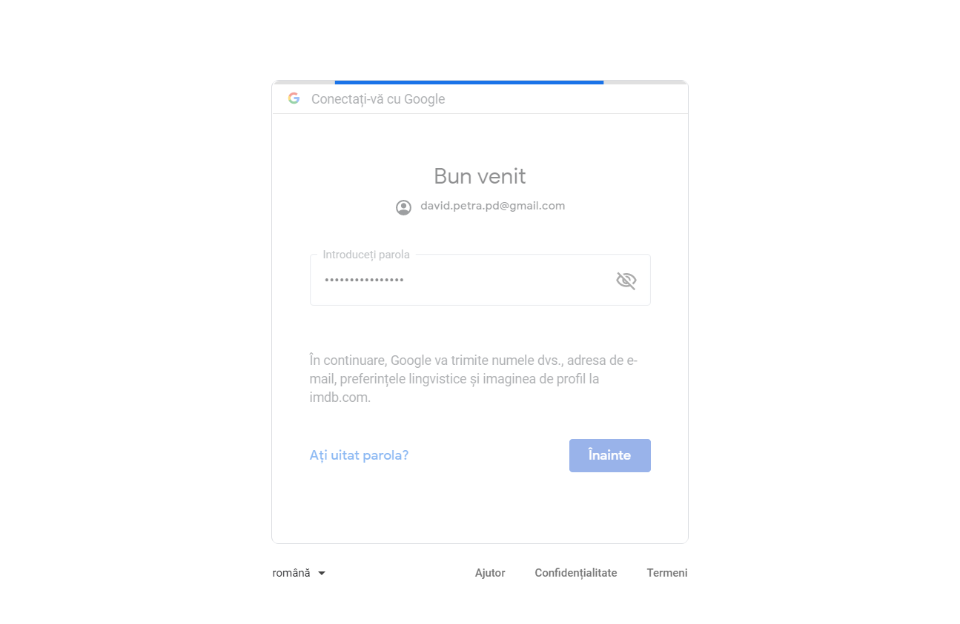 Conectați-vă cu Google
Bun venit
david.petra.pd@gmail.com
Introduceți parola
••••••••••••••••
În continuare, Google va trimite numele dvs., adresa de e-
mail, preferințele lingvistice și imaginea de profil la
imdb.com.
Ați uitat parola?
Înainte
română
Ajutor
Confidențialitate
Termeni